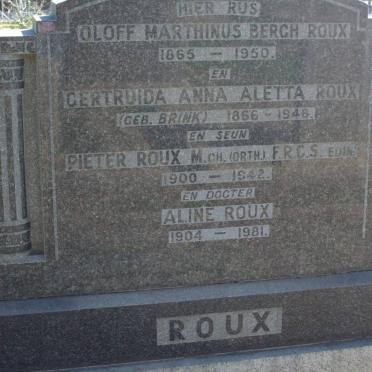 HIER RUS
OLOFF MARTHINUS BERGH ROUX
1865 – 1950.
EN
GERTRUIDA ANNA ALETTA ROUX
(GEB. BRINK) 1866 – 1948.
EN SEUN
PIETER ROUX M.CH. (ORTH.) F.R.C.S. EDIN.
1900 – 1942.
EN DOGTER
ALINE ROUX
1904 – 1981.
ROUX